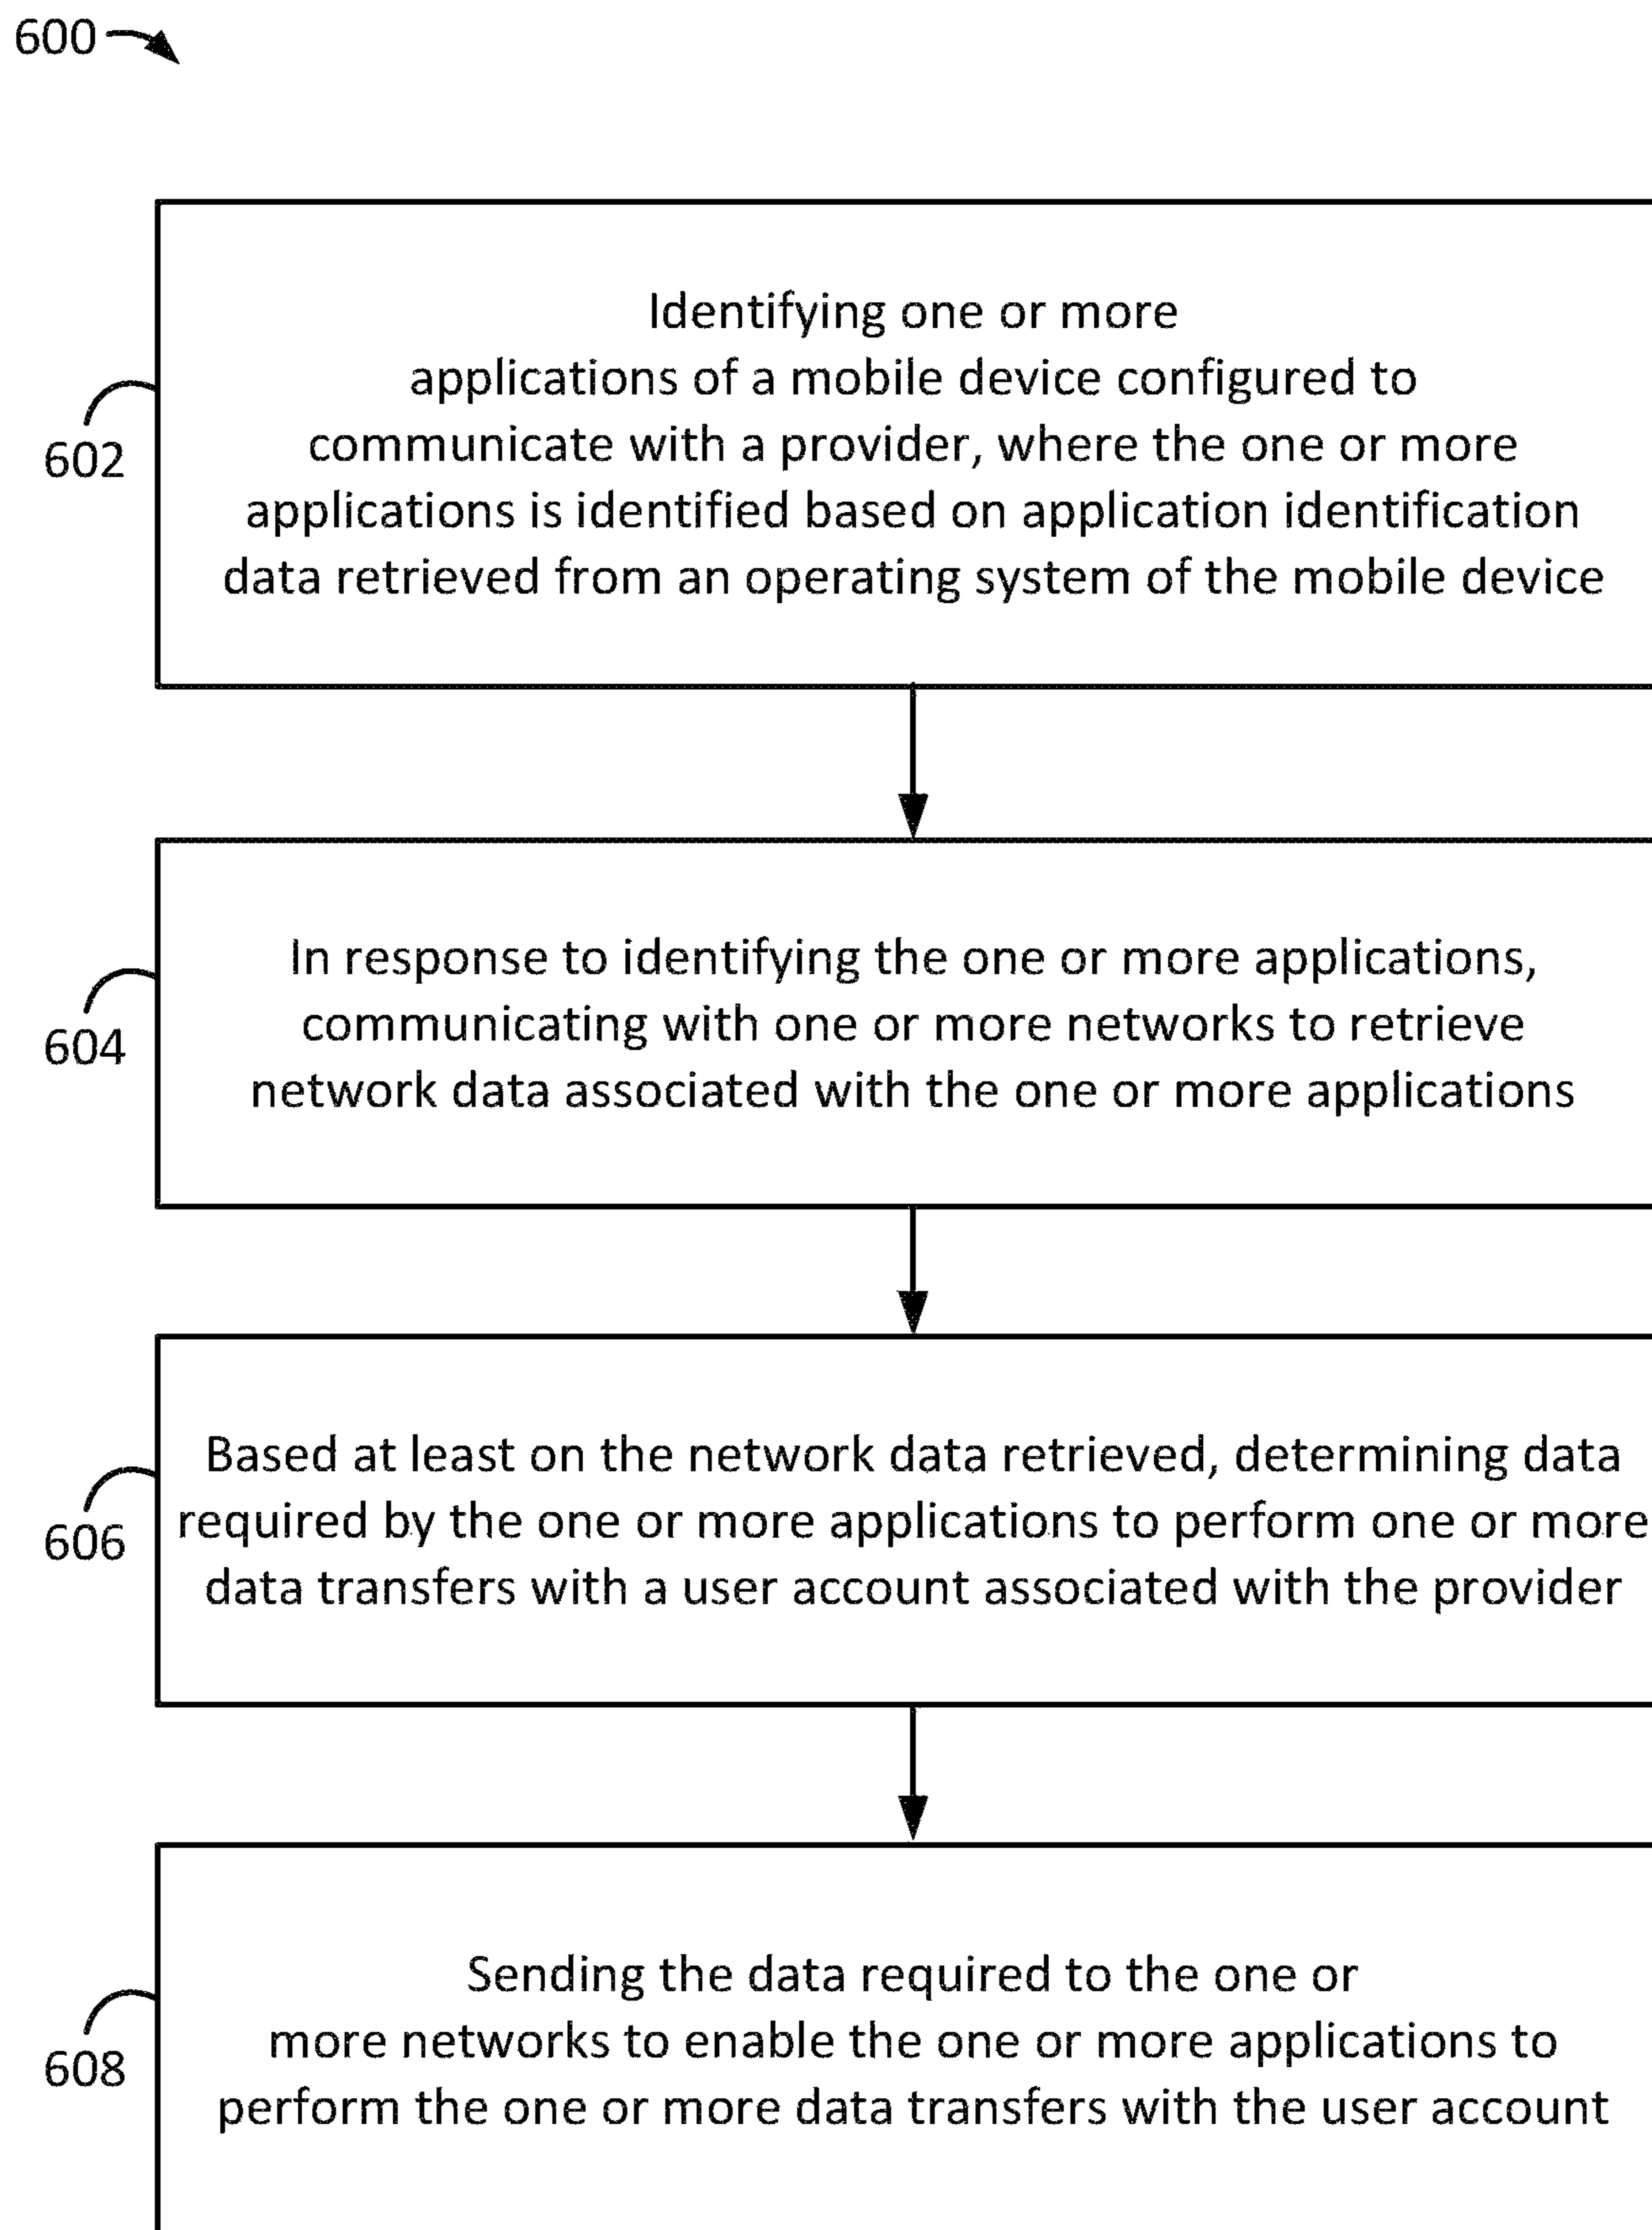 600
Identifying one or more
applications of a mobile device configured to
communicate with a provider, where the one or more
applications is identified based on application identification
data retrieved from an operating system of the mobile device
602
In response to identifying the one or more applications,
communicating with one or more networks to retrieve
network data associated with the one or more applications
604
Based at least on the network data retrieved, determining data
required by the one or more applications to perform one or more
data transfers with a user account associated with the provider
606
Sending the data required to the one or
more networks to enable the one or more applications to
perform the one or more data transfers with the user account
608